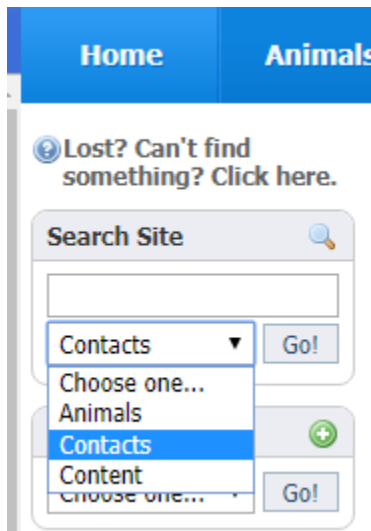 Home Animals
Lost? Can't find
something? Click here.
Search Site
Contacts Go!
Choose one...
Animals
Contacts
Content
Choose one... Go!